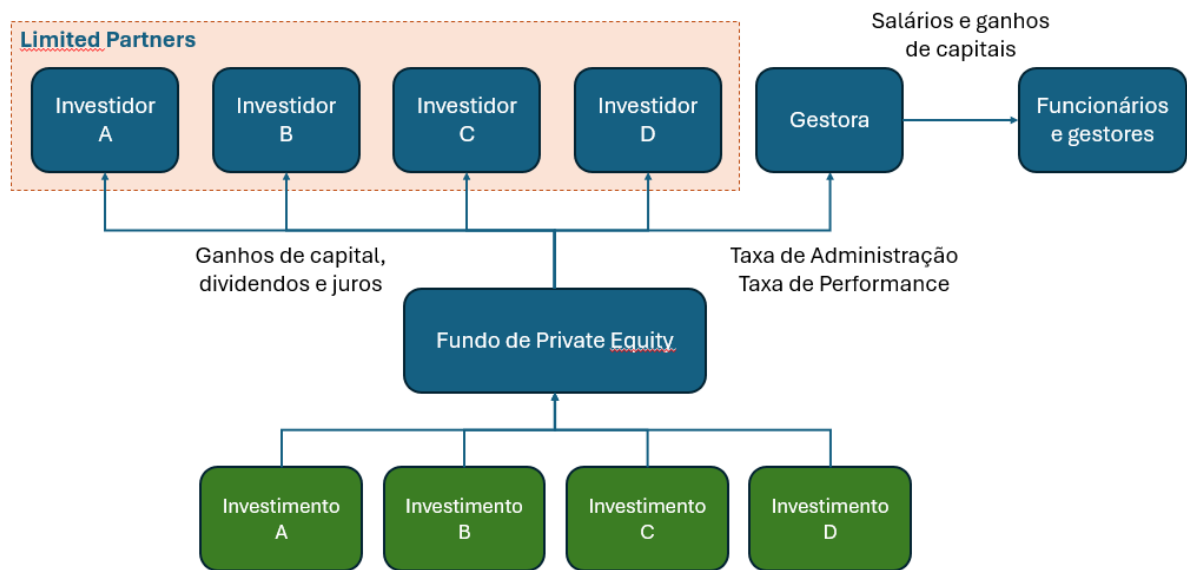 Salários e ganhos
de capitais
Limited Partners
Investidor
A
Investidor
B
Investidor
C
Investidor
D
Gestora
Funcionários
e gestores
Ganhos de capital,
dividendos e juros
Taxa de Administração
Taxa de Performance
Fundo de Private Equity
Investimento
A
Investimento
B
Investimento
C
Investimento
D